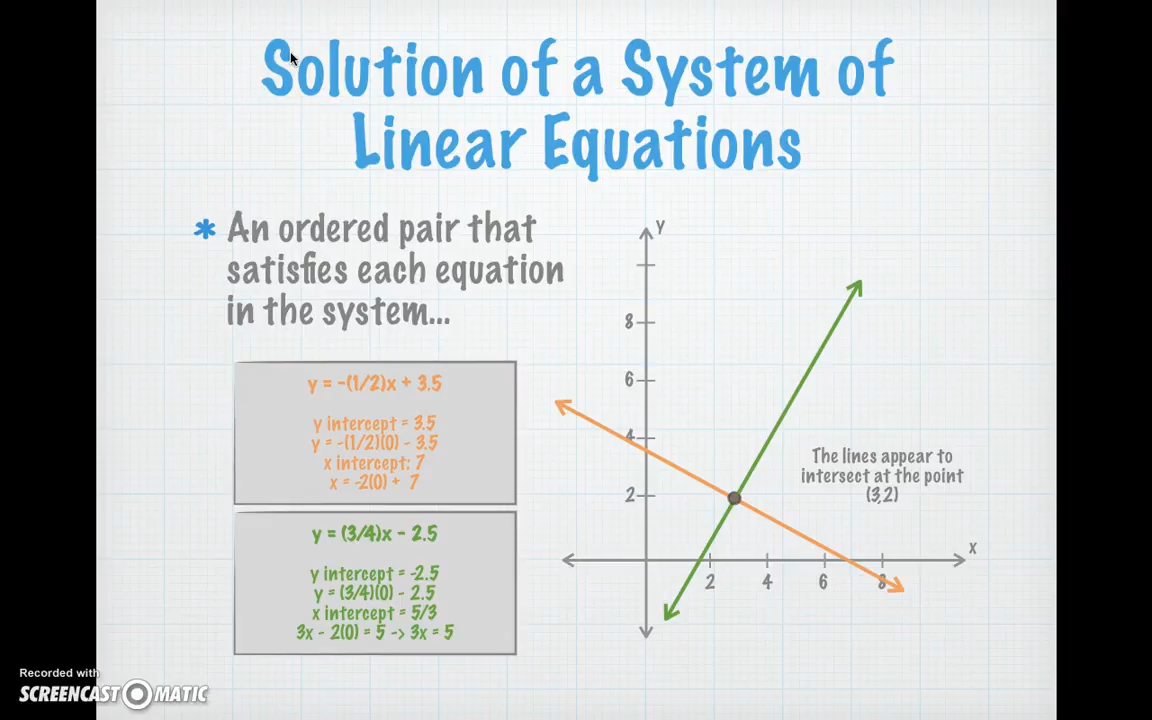 Solution of a System of
Linear Equations
* An ordered pair that
satisfies each equation
in the system...
y = -(1/2)x + 3.5
y intercept = 3.5
y = -(1/2)(0) - 3.5
x intercept: 7
x = -2(0) + 7
y = (3/4)x - 2.5
y intercept = -2.5
y = (3/4)(0) - 2.5
x intercept = 5/3
3x - 2(0) = 5 -> 3x = 5
y
8
6
4
2
The lines appear to
intersect at the point
(3,2)
x
2 4 6 8
Recorded with
SCREENCAST MATIC